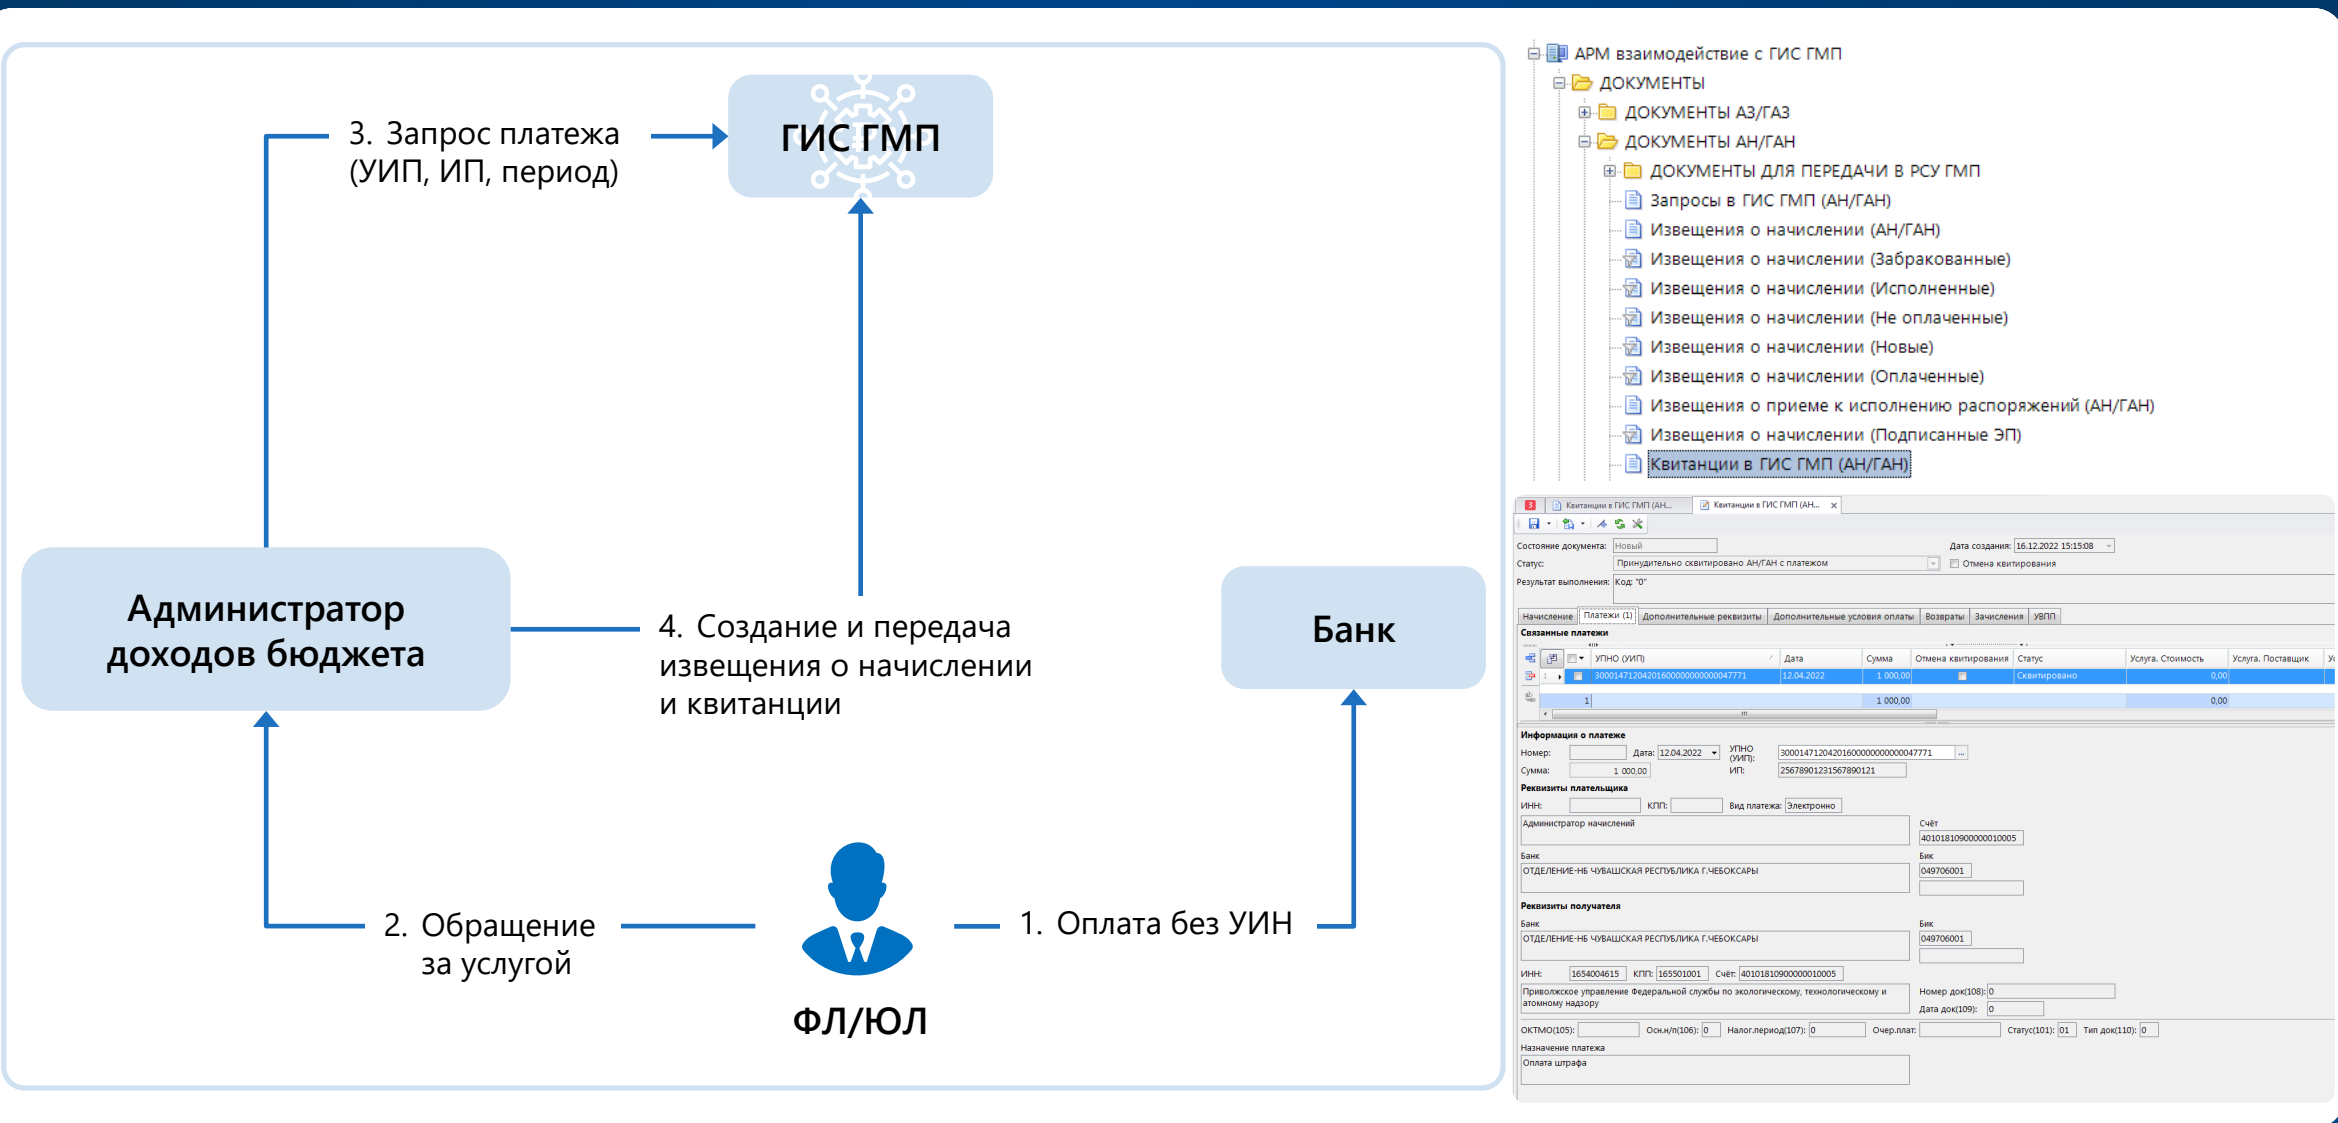 3. Запрос платежа
(УИП, ИП, период)
ГИС ГМП
Администратор
доходов бюджета
4. Создание и передача
извещения о начислении
и квитанции
Банк
2. Обращение
за услугой
1. Оплата без УИН
ФЛ/ЮЛ
АРМ взаимодействие с ГИС ГМП
ДОКУМЕНТЫ
ДОКУМЕНТЫ АЗ/ГАЗ
ДОКУМЕНТЫ АН/ГАН
ДОКУМЕНТЫ ДЛЯ ПЕРЕДАЧИ В РСУ ГМП
Запросы в ГИС ГМП (АН/ГАН)
Извещения о начислении (АН/ГАН)
Извещения о начислении (Забракованные)
Извещения о начислении (Исполненные)
Извещения о начислении (Не оплаченные)
Извещения о начислении (Новые)
Извещения о начислении (Оплаченные)
Извещения о приеме к исполнению распоряжений (АН/ГАН)
Извещения о начислении (Подписанные ЭП)
Квитанции в ГИС ГМП (АН/ГАН)
3 Квитанции в ГИС ГМП (АН... Квитанции в ГИС ГМП (АН... x
Состояние документа: Новый Дата создания: 16.12.2022 15:15:08
Статус: Принудительно сквитировано АН/ГАН с платежом Отмена квитирования
Результат выполнения: Код: "0"
Начисление Платежи (1) Дополнительные реквизиты Дополнительные условия оплаты Возвраты Зачисления УВПП
Связанные платежи
УПНО (УИП) / Дата Сумма Отмена квитирования Статус Услуга. Стоимость Услуга. Поставщик Ус
1 12.04.2022 1 000,00 Сквитировано 0,00
1 1 000,00 0,00
Информация о платеже
Номер: Дата: 12.04.2022 УПНО (УИП): ...
Сумма: 1 000,00 ИП: 25678901231567890121
Реквизиты плательщика
ИНН: КПП: Вид платежа: Электронно
Администратор начислений Счёт
40101810900000010005
Банк Бик
ОТДЕЛЕНИЕ-НБ ЧУВАШСКАЯ РЕСПУБЛИКА Г.ЧЕБОКСАРЫ 049706001
Реквизиты получателя
Банк Бик
ОТДЕЛЕНИЕ-НБ ЧУВАШСКАЯ РЕСПУБЛИКА Г.ЧЕБОКСАРЫ 049706001
ИНН: 1654004615 КПП: 165501001 Счёт: 40101810900000010005
Приволжское управление Федеральной службы по экологическому, технологическому и Номер док(108): 0
атомному надзору Дата док(109): 0
ОКТМО(105): Осн.н/п(106): 0 Налог.период(107): 0 Очер.плат: Статус(101): 01 Тип док(110): 0
Назначение платежа
Оплата штрафа